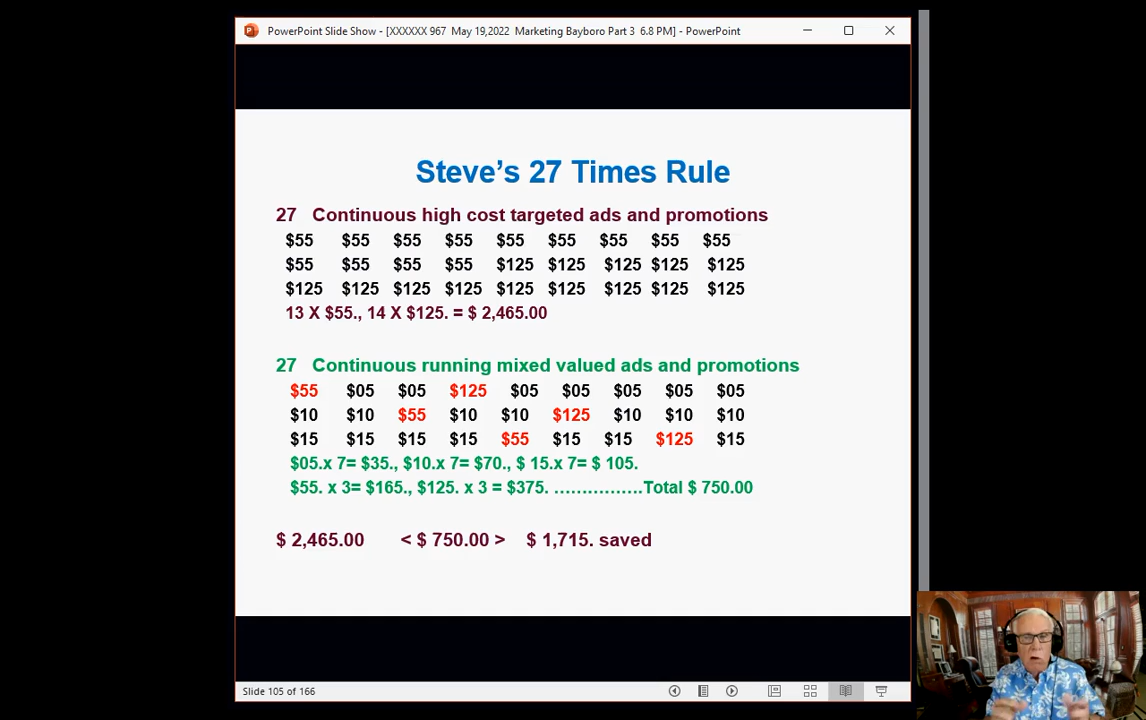 PowerPoint Slide Show - [XXXXXX 967 May 19,2022 Marketing Bayboro Part 3 6.8 PM] - PowerPoint
Steve's 27 Times Rule
27 Continuous high cost targeted ads and promotions
$55 $55 $55 $55 $55 $55 $55 $55 $55
$55 $55 $55 $55 $125 $125 $125 $125 $125
$125 $125 $125 $125 $125 $125 $125 $125 $125
13 X $55., 14 X $125. = $ 2,465.00
27 Continuous running mixed valued ads and promotions
$55 $05 $05 $125 $05 $05 $05 $05 $05
$10 $10 $55 $10 $10 $125 $10 $10 $10
$15 $15 $15 $15 $55 $15 $15 $125 $15
$05.x 7= $35., $10.x 7= $70., $ 15.x 7= $ 105.
$55. x 3= $165., $125. x 3 = $375. ................Total $ 750.00
$ 2,465.00 < $ 750.00 > $ 1,715. saved
Slide 105 of 166